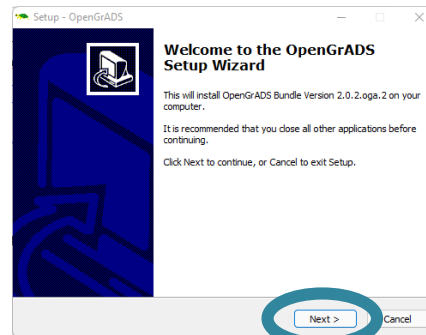 Setup - OpenGrADS
Welcome to the OpenGrADS
Setup Wizard
This will install OpenGrADS Bundle Version 2.0.2.oga.2 on your
computer.
It is recommended that you close all other applications before
continuing.
Click Next to continue, or Cancel to exit Setup.
Next >
Cancel